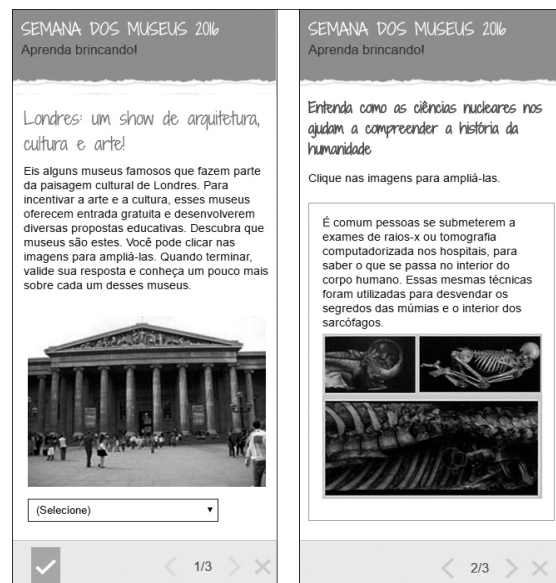 SEMANA DOS MUSEUS 2016
Aprenda brincando!
Londres: um show de arquitetura,
cultura e arte!
Eis alguns museus famosos que fazem parte
da paisagem cultural de Londres. Para
incentivar a arte e a cultura, esses museus
oferecem entrada gratuita e desenvolverem
diversas propostas educativas. Descubra que
museus são estes. Você pode clicar nas
imagens para ampliá-las. Quando terminar,
valide sua resposta e conheça um pouco mais
sobre cada um desses museus.
(Selecione)
1/3
SEMANA DOS MUSEUS 2016
Aprenda brincando!
Entenda como as ciências nucleares nos
ajudam a compreender a história da
humanidade
Clique nas imagens para ampliá-las.
É comum pessoas se submeterem a
exames de raios-x ou tomografia
computadorizada nos hospitais, para
saber o que se passa no interior do
corpo humano. Essas mesmas técnicas
foram utilizadas para desvendar os
segredos das múmias e o interior dos
sarcófagos.
2/3